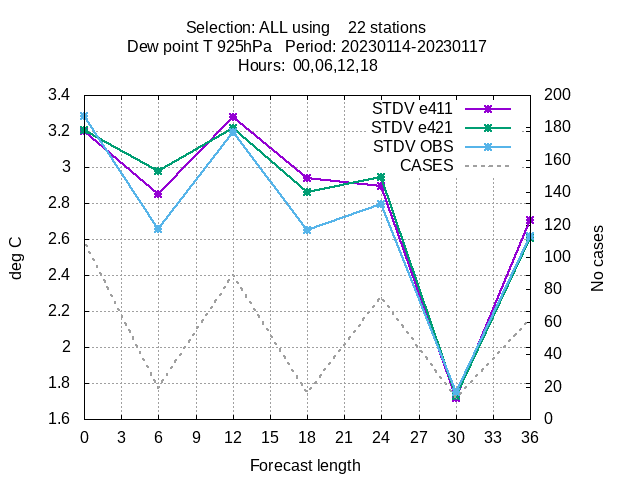 Selection: ALL using    22 stations
Dew point T 925hPa   Period: 20230114-20230117
Hours:  00,06,12,18
3.4
3.2
3
2.8
2.6
2.4
2.2
2
1.8
1.6
deg C
STDV e411
STDV e421
STDV OBS
CASES
200
180
160
140
120
100
80
60
40
20
0
No cases
0 3 6 9 12 15 18 21 24 27 30 33 36
Forecast length